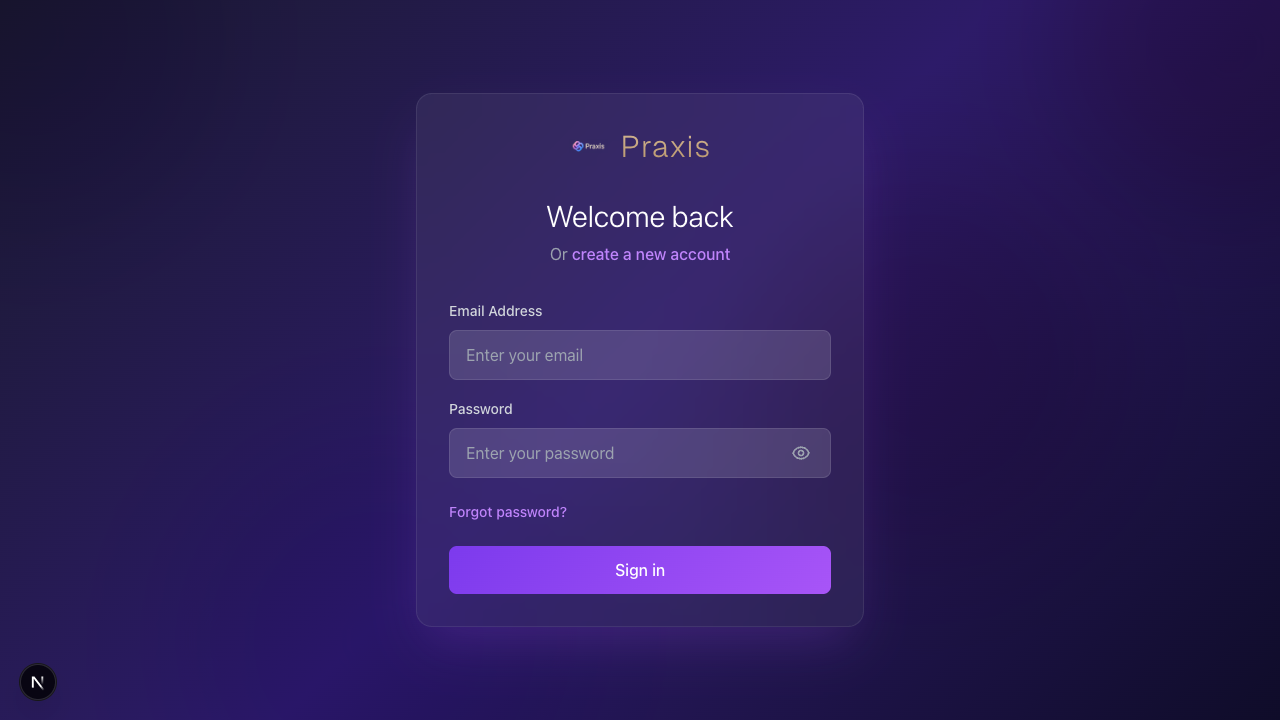 Praxis Praxis
Welcome back
Or create a new account
Email Address
Enter your email
Password
Enter your password
Forgot password?
Sign in
N